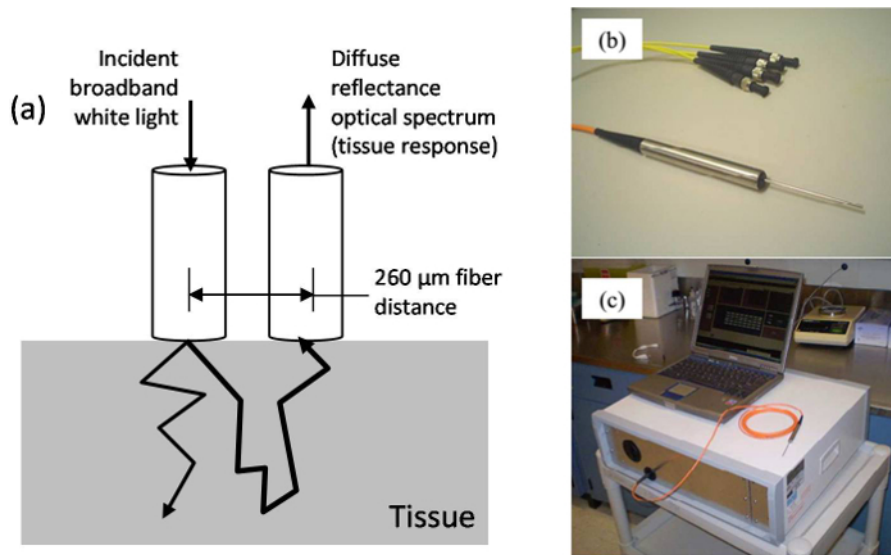 (a)
Incident
broadband
white light
Diffuse
reflectance
optical spectrum
(tissue response)
260 μm fiber
distance
Tissue
(b)
(c)